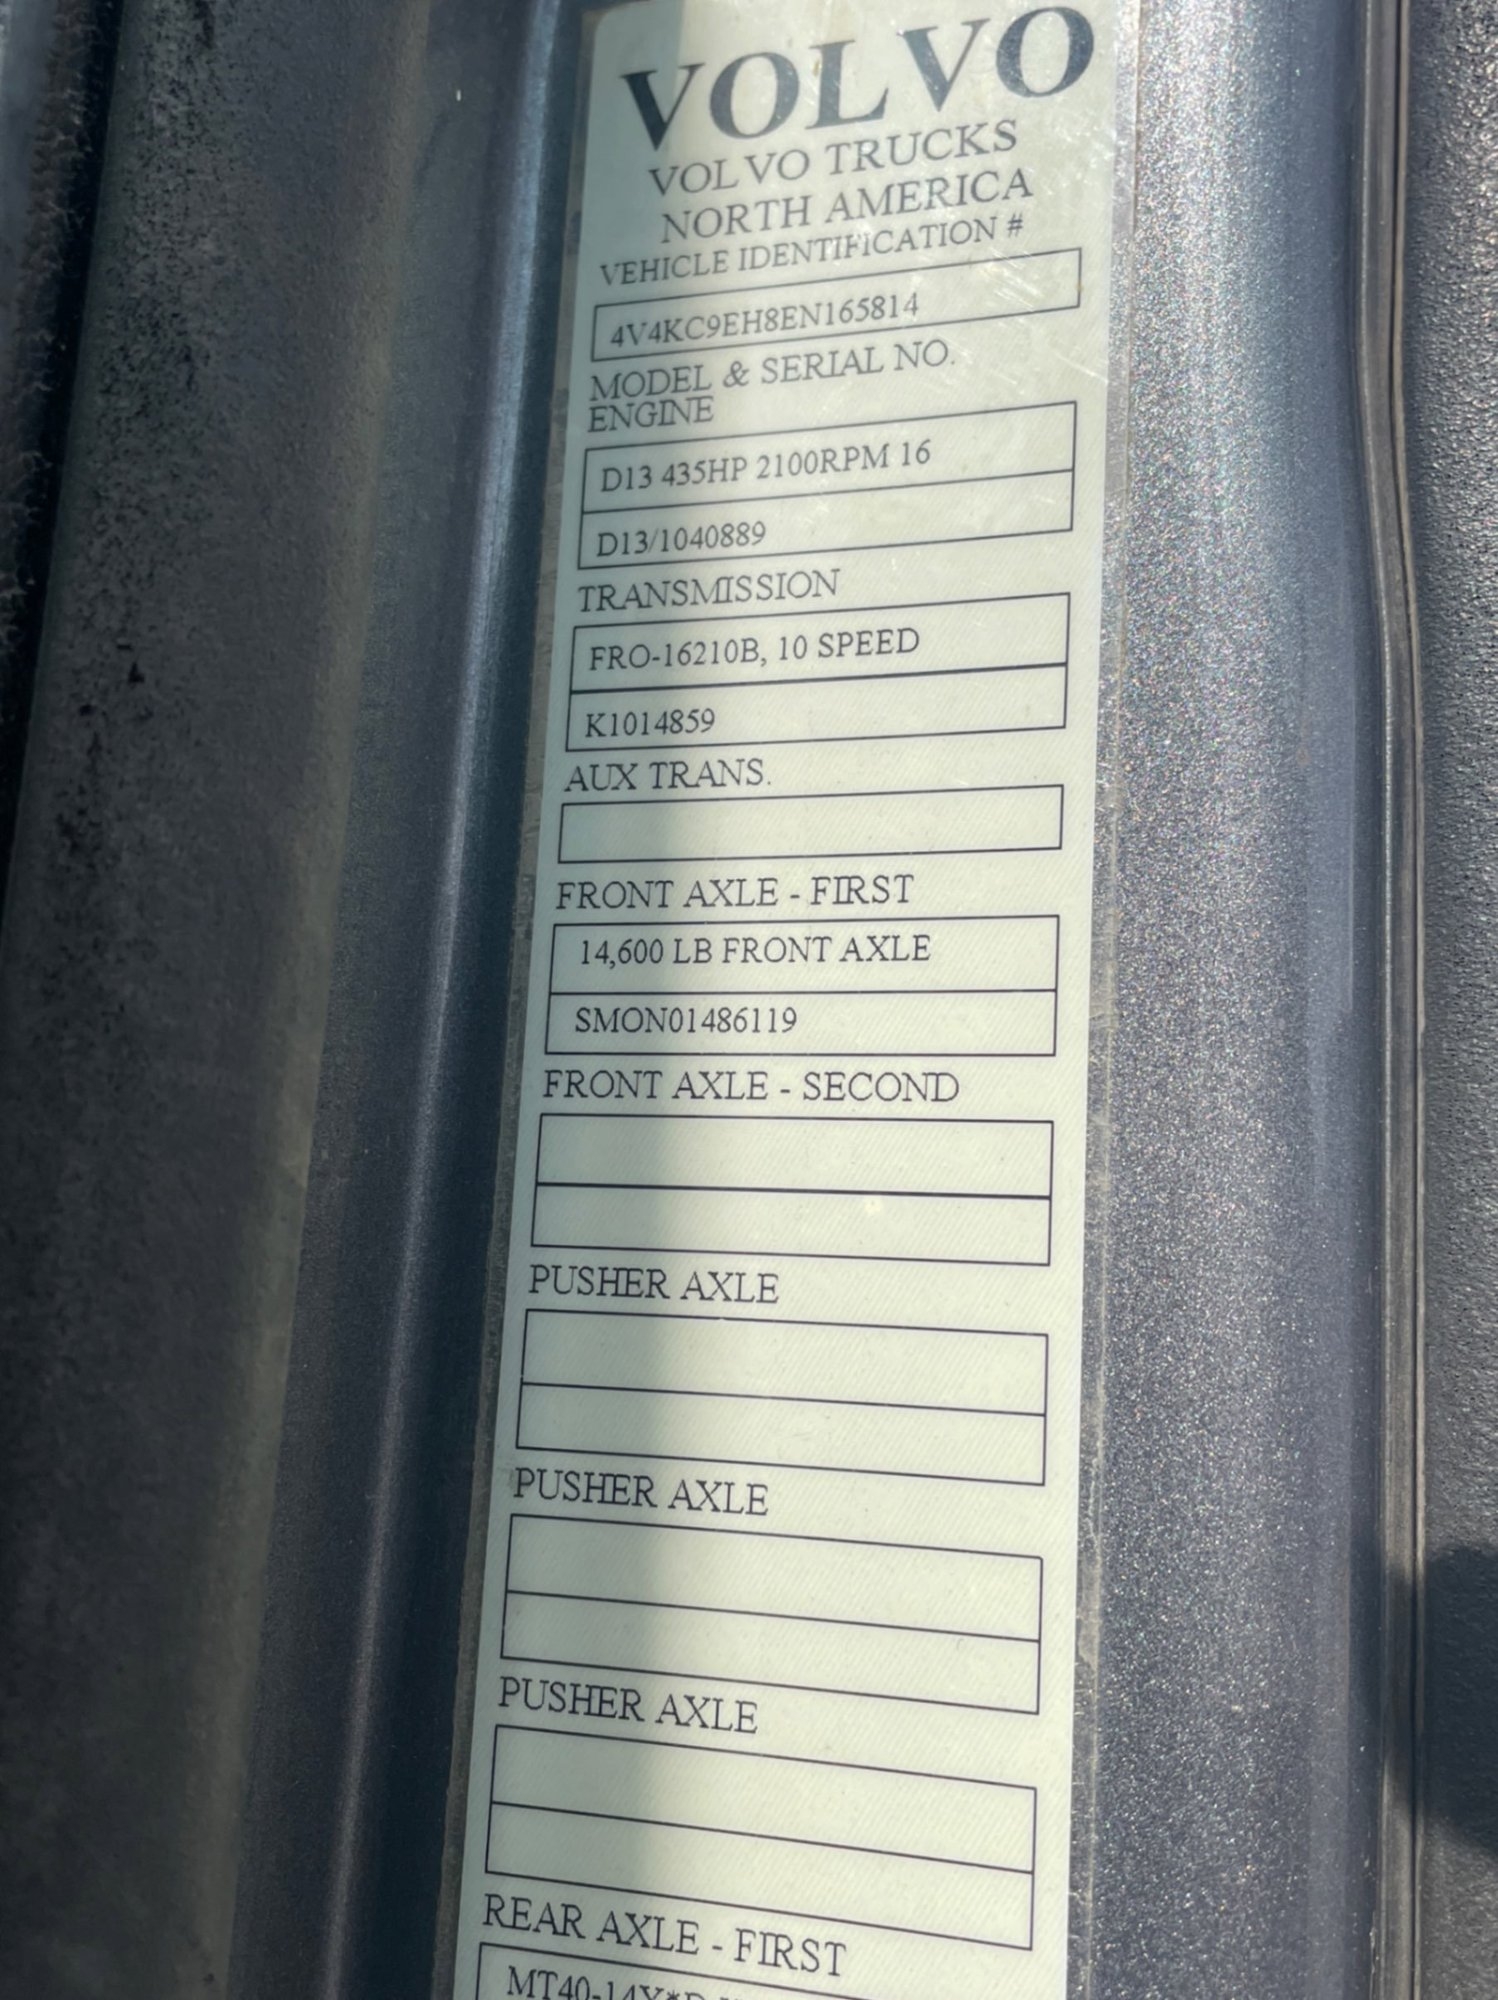 VOLVO
VOLVO TRUCKS
NORTH AMERICA
VEHICLE IDENTIFICATION #
4V4KC9EH8EN165814
MODEL & SERIAL NO.
ENGINE
D13 435HP 2100RPM 16
D13/1040889
TRANSMISSION
FRO-16210B, 10 SPEED
K1014859
AUX TRANS.
FRONT AXLE - FIRST
14,600 LB FRONT AXLE
SMON01486119
FRONT AXLE - SECOND
PUSHER AXLE
PUSHER AXLE
PUSHER AXLE
REAR AXLE - FIRST